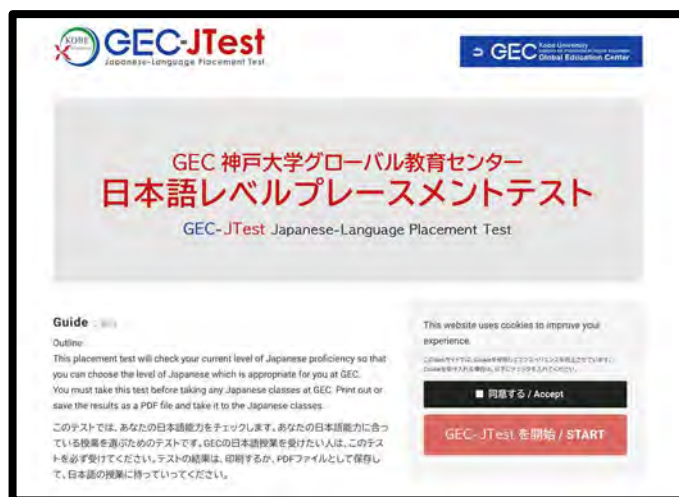 KOBE
GEC-JTest
Japanese-Language Placement Test
GEC Kobe University
Global Education Center
GEC 神戸大学グローバル教育センター
日本語レベルプレースメントテスト
GEC-JTest Japanese-Language Placement Test
Guide
Outline
This placement test will check your current level of Japanese proficiency so that
you can choose the level of Japanese which is appropriate for you at GEC.
You must take this test before taking any Japanese classes at GEC. Print out or
save the results as a PDF file and take it to the Japanese classes.
このテストでは、あなたの日本語能力をチェックします。あなたの日本語能力に合っ
ている授業を選ぶためのテストです。GECの日本語授業を受けたい人は、このテス
トを必ず受けてください。テストの結果は、印刷するか、PDFファイルとして保存し
て、日本語の授業に持っていってください。
This website uses cookies to improve your
experience.
同意する / Accept
GEC-JTest を開始 / START